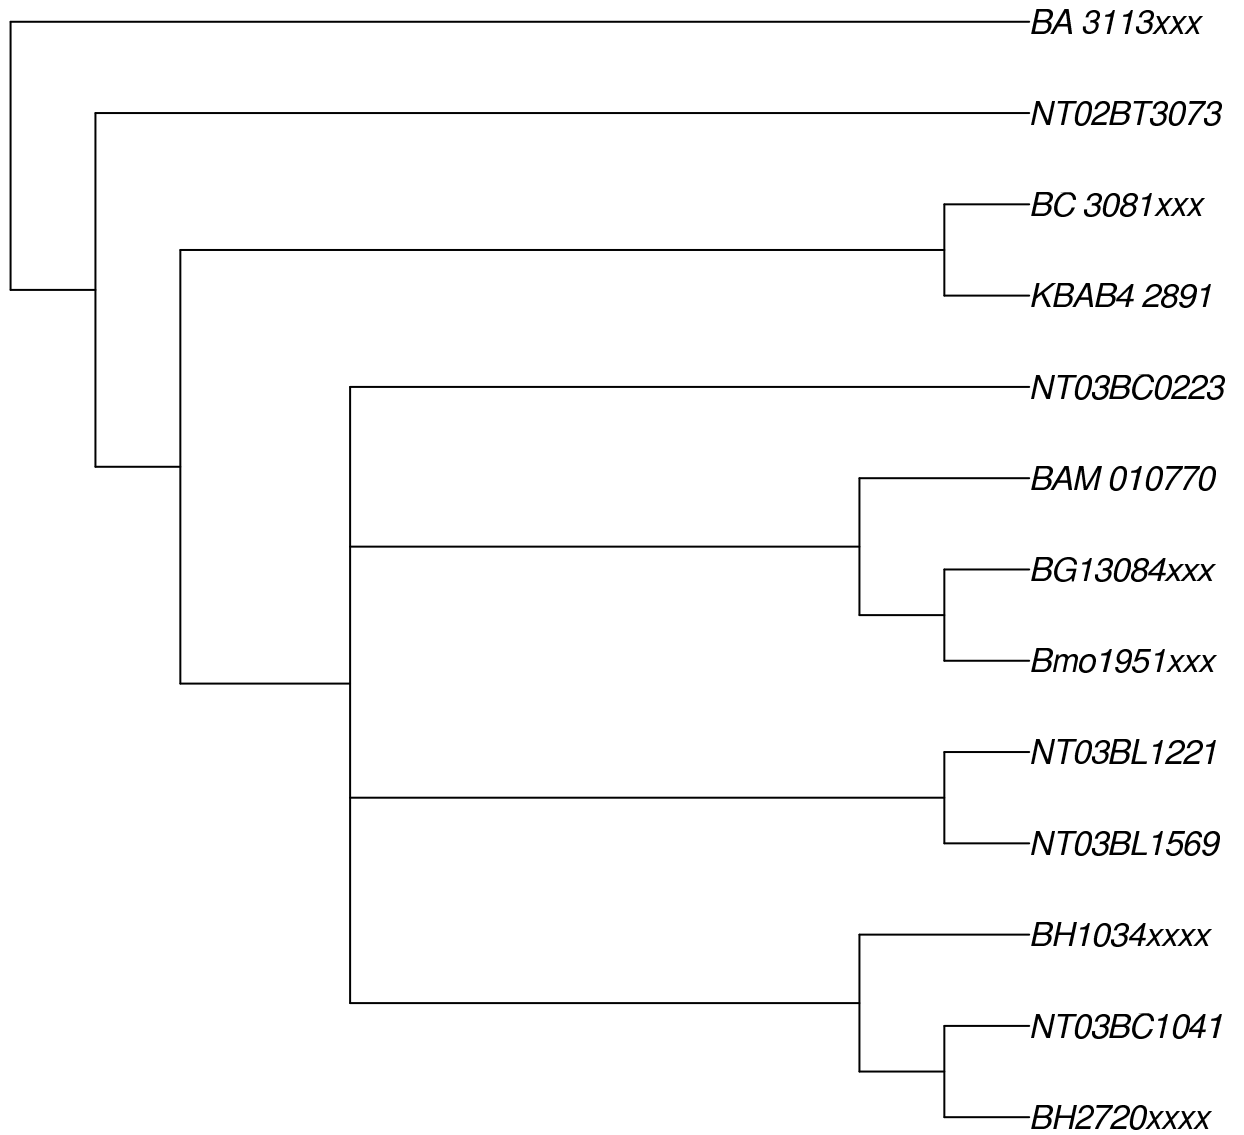 BA 3113xxx
NT02BT3073
BC 3081xxx
KBAB4 2891
NT03BC0223
BAM 010770
BG13084xxx
Bmo1951xxx
NT03BL1221
NT03BL1569
BH1034xxxx
NT03BC1041
BH2720xxxx